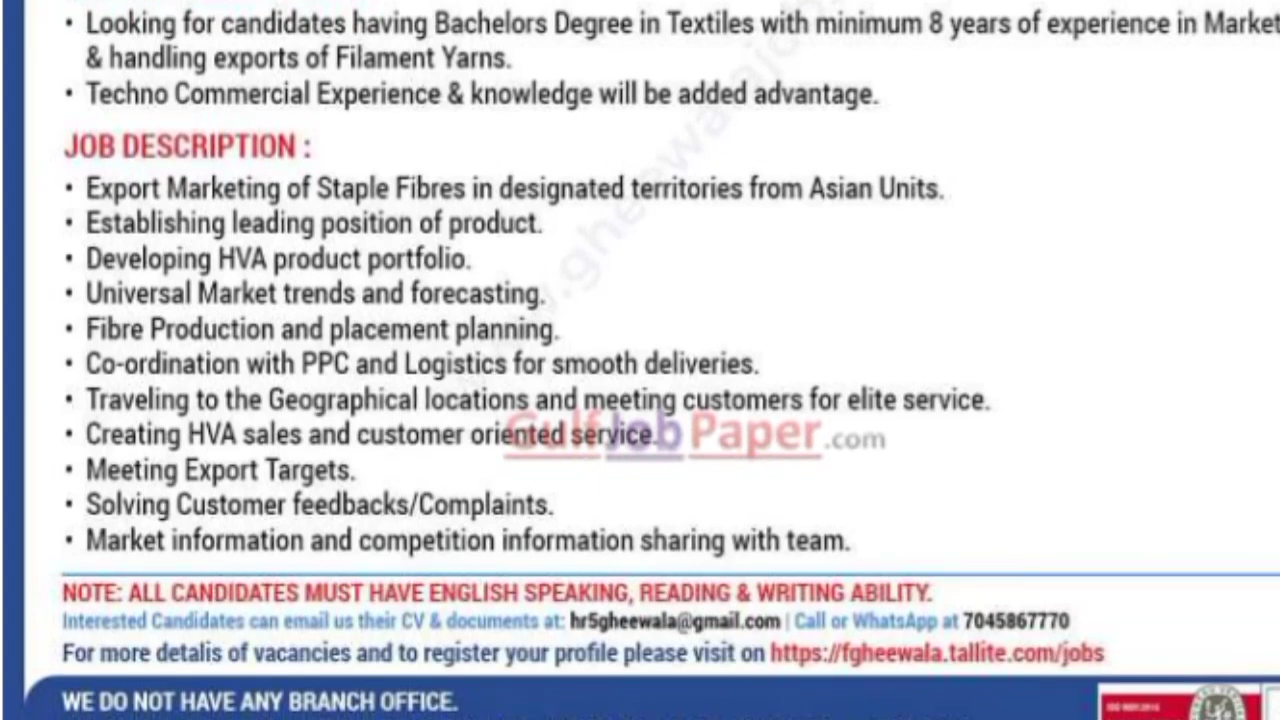 • Looking for candidates having Bachelors Degree in Textiles with minimum 8 years of experience in Market
& handling exports of Filament Yarns.
• Techno Commercial Experience & knowledge will be added advantage.
JOB DESCRIPTION :
• Export Marketing of Staple Fibres in designated territories from Asian Units.
• Establishing leading position of product.
• Developing HVA product portfolio.
• Universal Market trends and forecasting.
• Fibre Production and placement planning.
• Co-ordination with PPC and Logistics for smooth deliveries.
• Traveling to the Geographical locations and meeting customers for elite service.
• Creating HVA sales and customer oriented service.
GulfJobPaper.com
• Meeting Export Targets.
• Solving Customer feedbacks/Complaints.
• Market information and competition information sharing with team.
NOTE: ALL CANDIDATES MUST HAVE ENGLISH SPEAKING, READING & WRITING ABILITY.
Interested Candidates can email us their CV & documents at: hr5gheewala@gmail.com | Call or WhatsApp at 7045867770
For more detalis of vacancies and to register your profile please visit on https://fgheewala.tallite.com/jobs
WE DO NOT HAVE ANY BRANCH OFFICE.